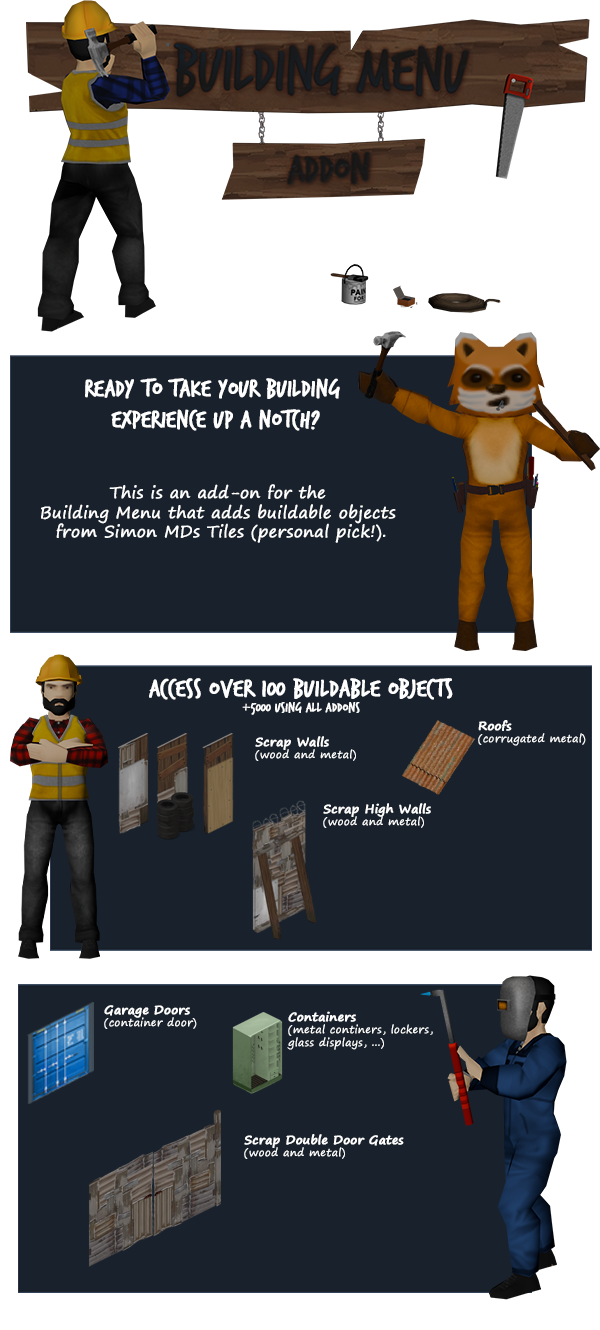 BUILDING MENU
ADDON
PAIN
FOR
READY TO TAKE YOUR BUILDING
EXPERIENCE UP A NOTCH?
This is an add-on for the
Building Menu that adds buildable objects
from Simon MDs Tiles (personal pick!).
ACCESS OVER 100 BUILDABLE OBJECTS
+5000 USING ALL ADDONS
Scrap Walls
(wood and metal)
Roofs
(corrugated metal)
Scrap High Walls
(wood and metal)
Garage Doors
(container door)
Containers
(metal continers, lockers,
glass displays, ...)
Scrap Double Door Gates
(wood and metal)